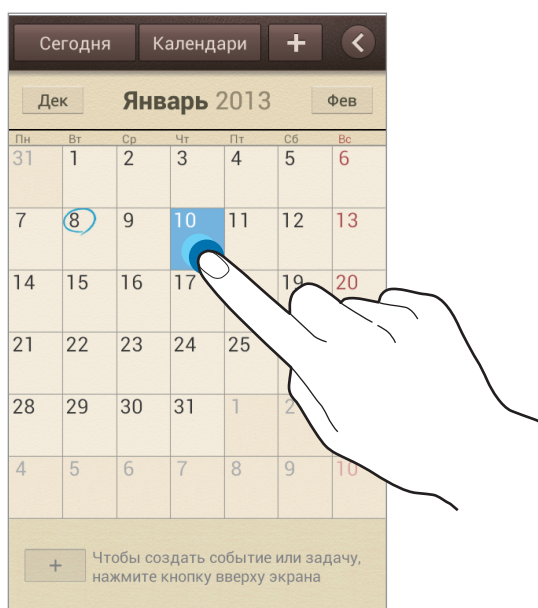 Сегодня Календари +
Дек Январь 2013 Фев
Пн Вт Ср Чт Пт Сб Вс
31 1 2 3 4 5 6
7 8 9 10 11 12 13
14 15 16 17 19 20
21 22 23 24 25
28 29 30 31 1 2
4 5 6 7 8 9 10
+ Чтобы создать событие или задачу,
нажмите кнопку вверху экрана